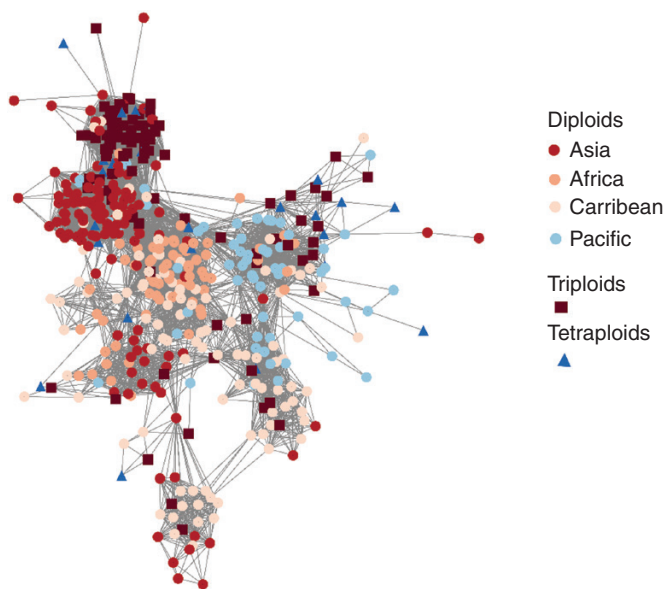 Diploids
Asia
Africa
Carribean
Pacific
Triploids
Tetraploids